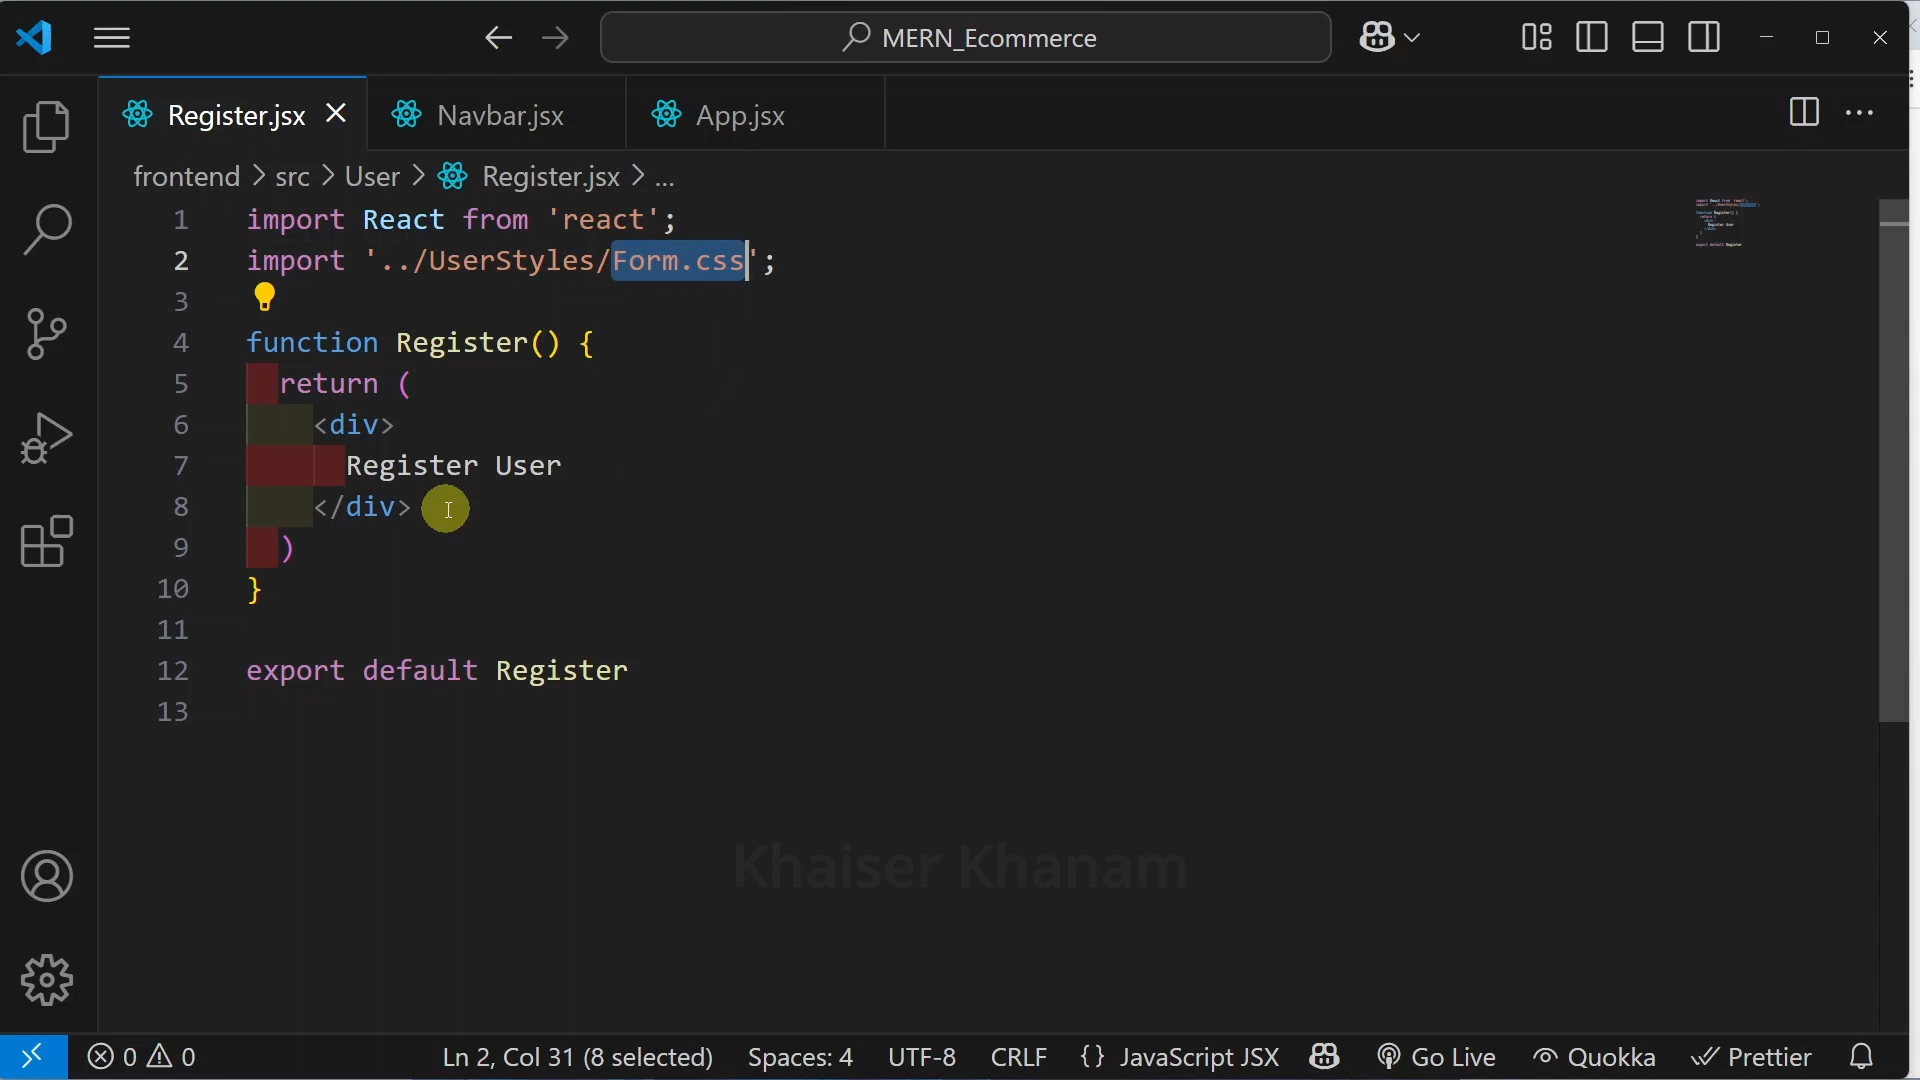 MERN_Ecommerce
Register.jsx
Navbar.jsx
App.jsx
frontend > src > User > Register.jsx > ...
1 import React from 'react';
2 import '../UserStyles/Form.css';
3
4 function Register() {
5 return (
6 <div>
7 Register User
8 </div>
9 )
10 }
11
12 export default Register
13
Khaiser Khanam
0 0 Ln 2, Col 31 (8 selected) Spaces: 4 UTF-8 CRLF {} JavaScript JSX Go Live Quokka Prettier